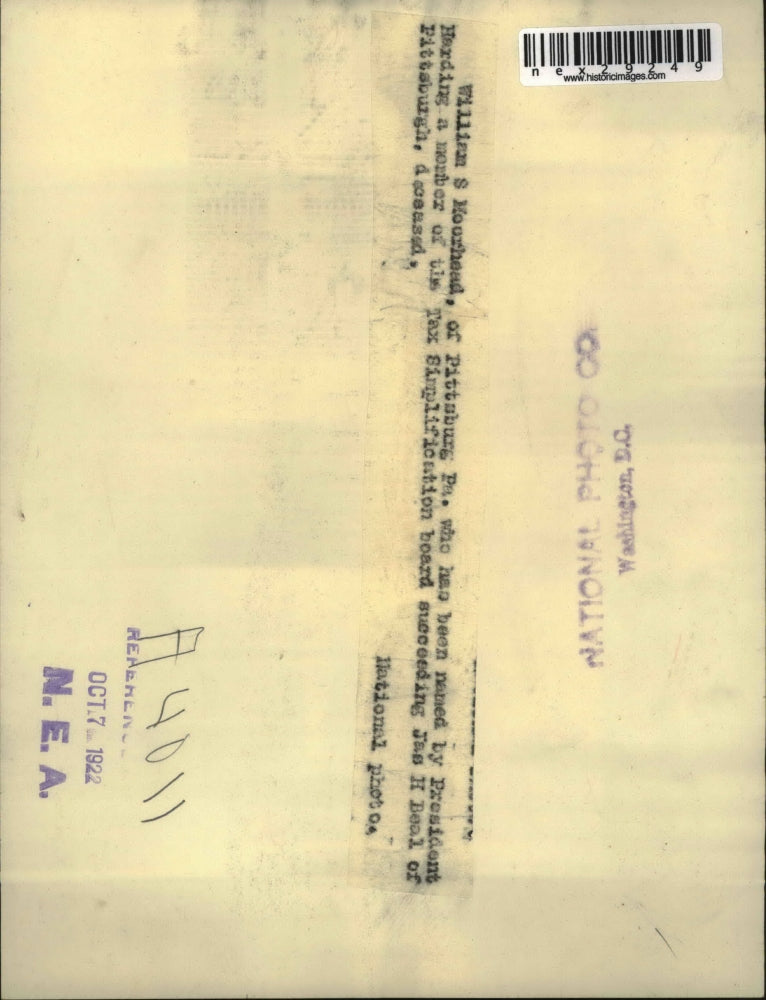 nex29249
www.historicimages.com
William S Moorhead, of Pittsburg Pa. who has been named by President
Harding a member of the Tax Simplification board succeeding Jas H Beal of
Pittsburgh, deceased,
National photo.
NATIONAL PHOTO CO
Washington, D.C.
A4011
REFERENCE
OCT. 7 1922
N. E. A.